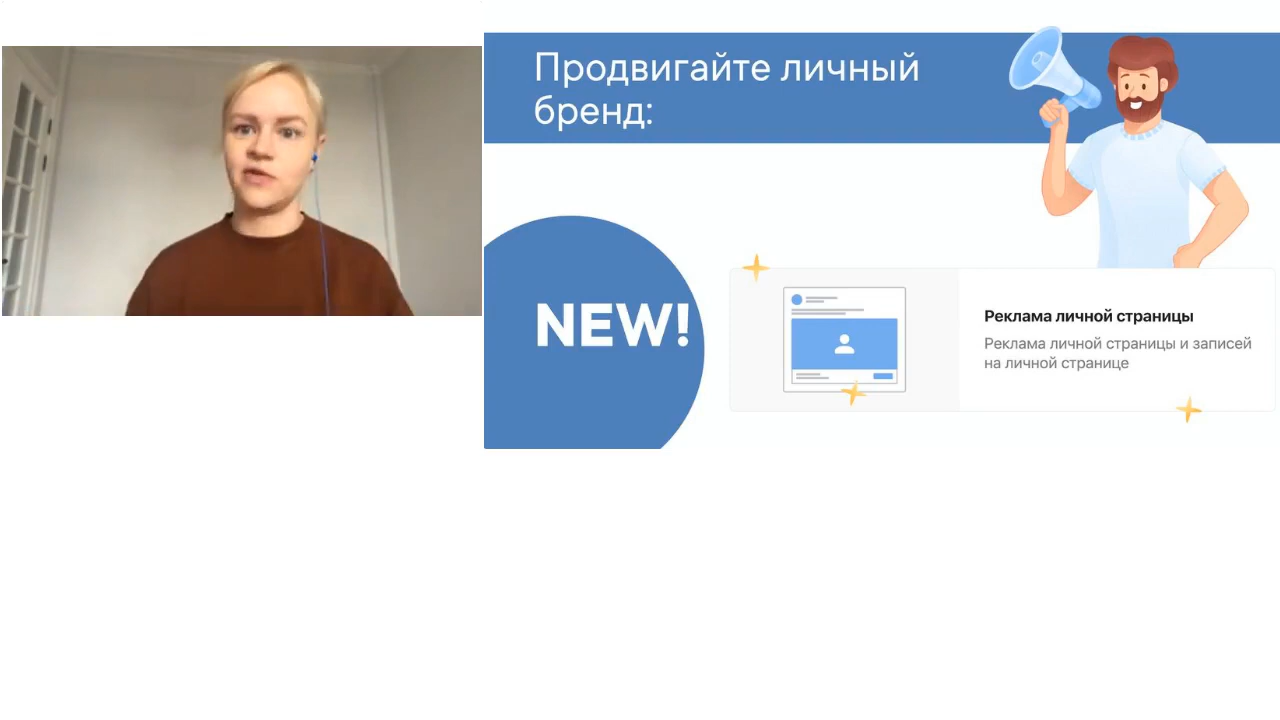 Продвигайте личный
бренд:
NEW!
Реклама личной страницы
Реклама личной страницы и записей
на личной странице